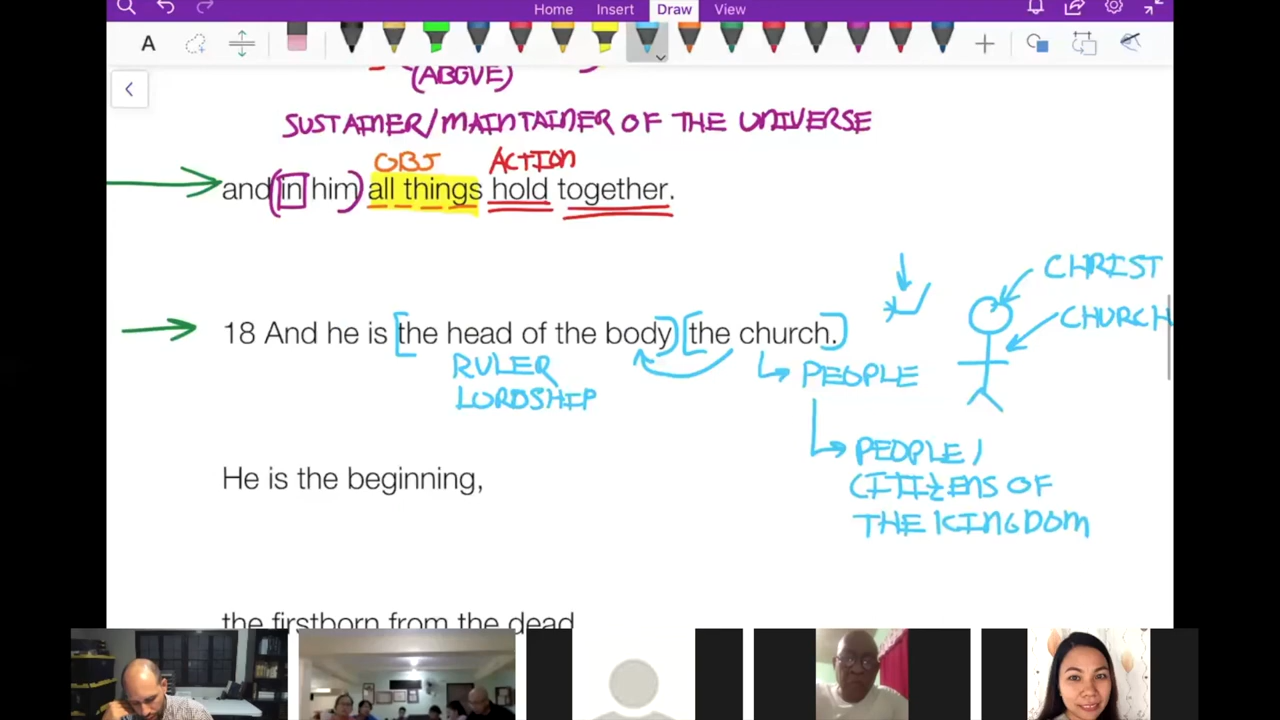 Home Insert Draw View
A
(ABOVE)
SUSTAINER/MAINTAINER OF THE UNIVERSE
OBJ ACTION
and (in him) all things hold together.
CHRIST
CHURCH
18 And he is [the head of the body) [the church.)
RULER
LORDSHIP
PEOPLE
PEOPLE /
CITIZENS OF
THE KINGDOM
He is the beginning,
the firstborn from the dead